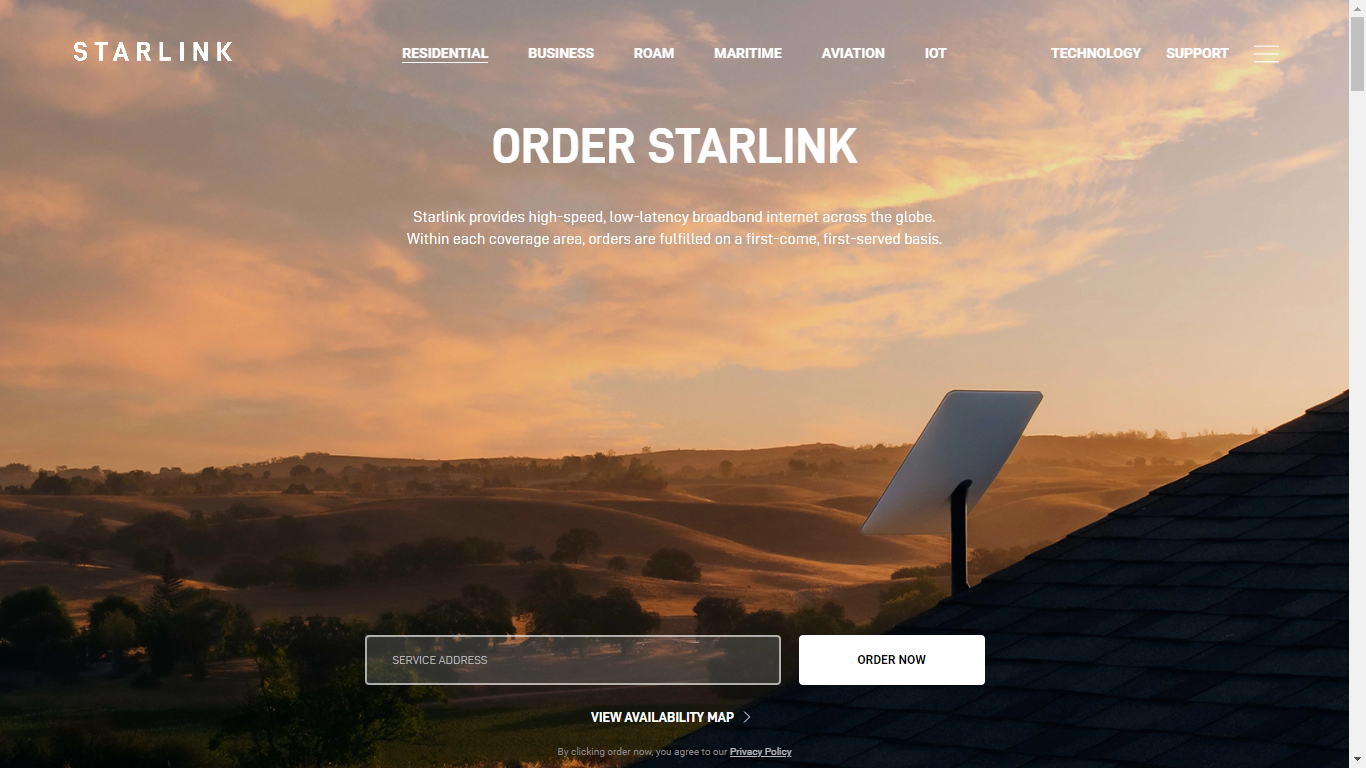 STARLINK
RESIDENTIAL BUSINESS ROAM MARITIME AVIATION IOT TECHNOLOGY SUPPORT
ORDER STARLINK
Starlink provides high-speed, low-latency broadband internet across the globe.
Within each coverage area, orders are fulfilled on a first-come, first-served basis.
SERVICE ADDRESS
ORDER NOW
VIEW AVAILABILITY MAP
By clicking order now, you agree to our Privacy Policy